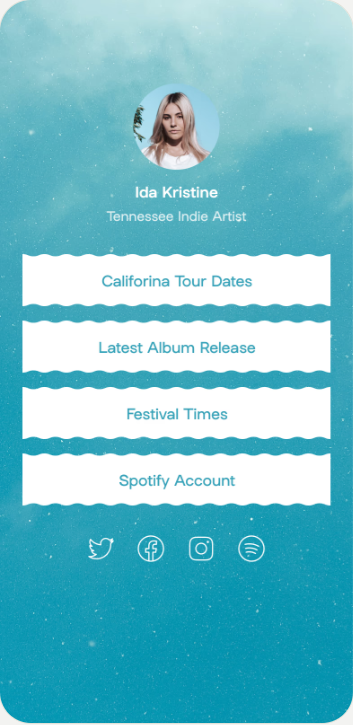 Ida Kristine
Tennessee Indie Artist
Califorina Tour Dates
Latest Album Release
Festival Times
Spotify Account